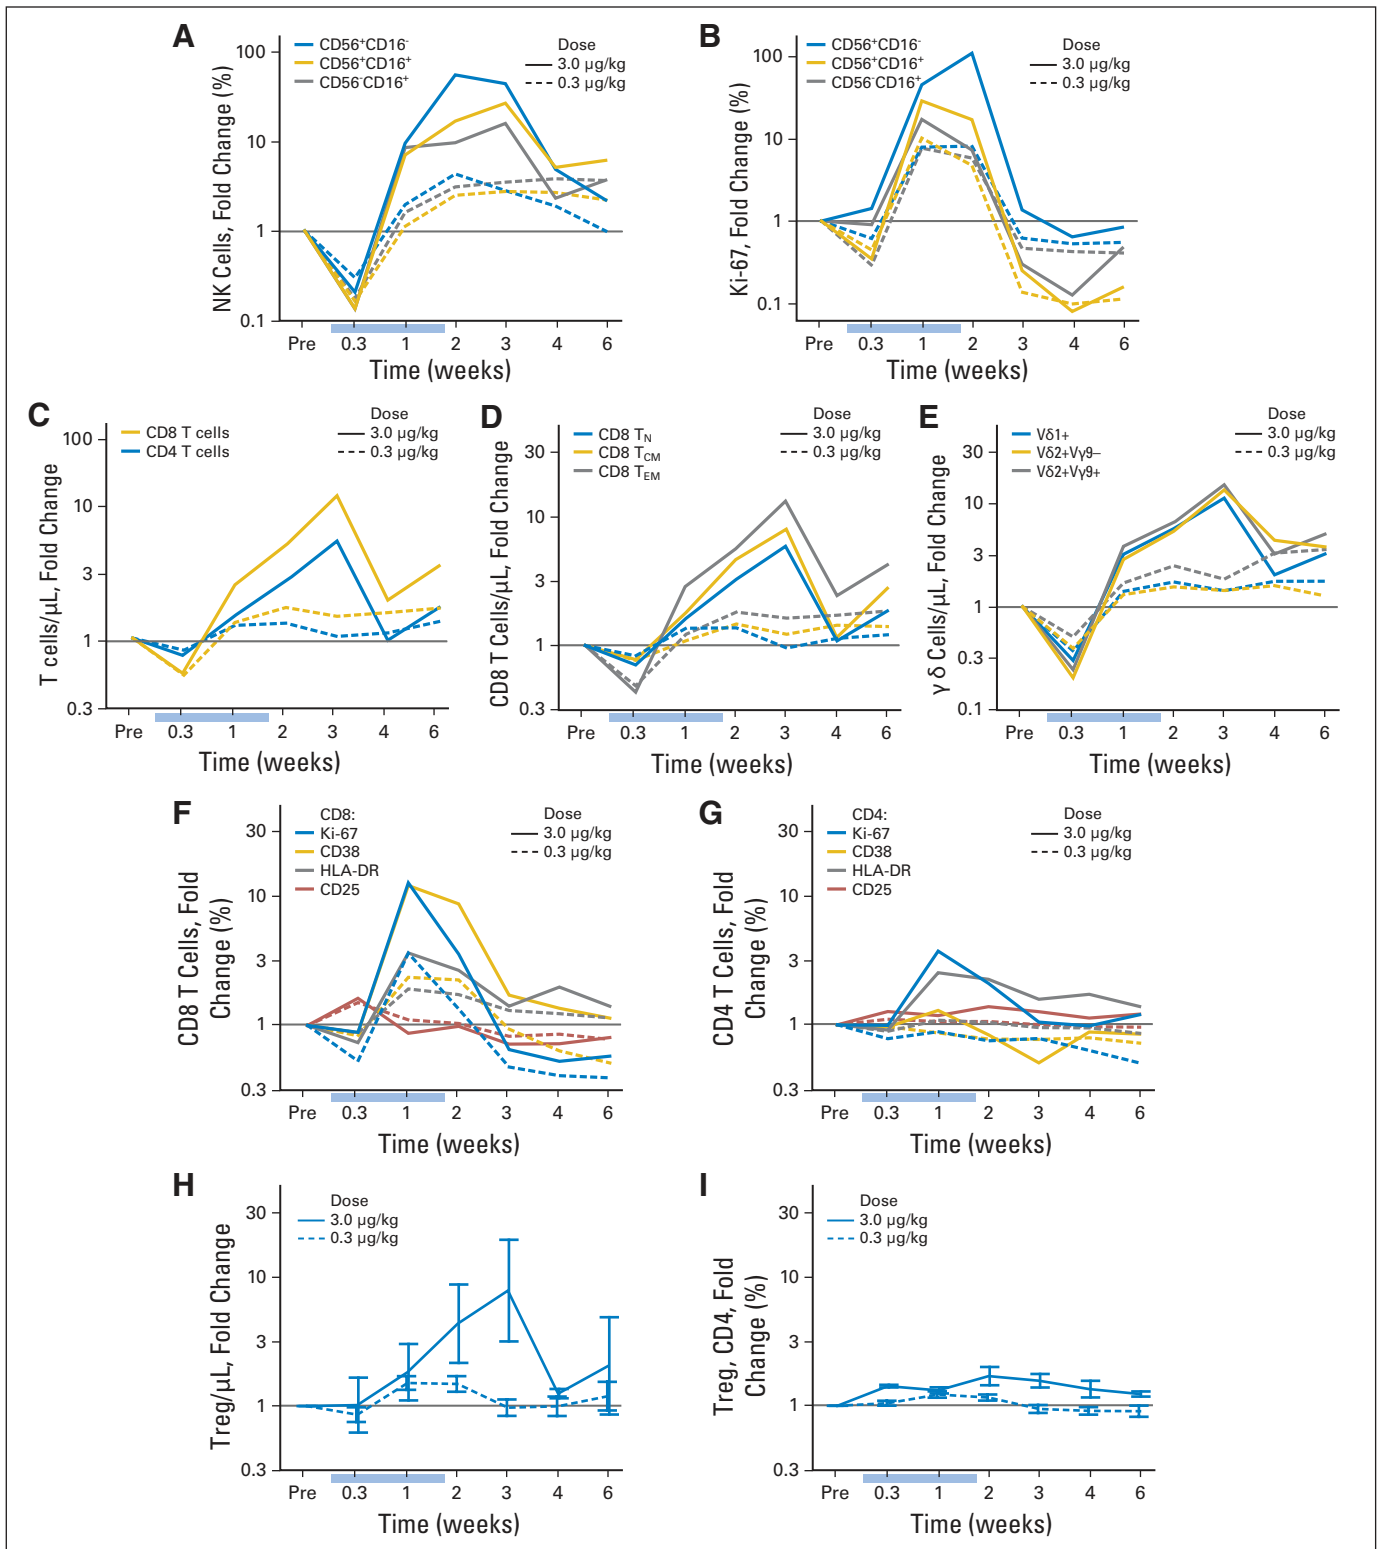 A
CD56+CD16-
CD56+CD16+
CD56-CD16+
Dose
3.0 µg/kg
0.3 µg/kg
NK Cells, Fold Change (%)
100
10
1
0.1
Pre 0.3 1 2 3 4 6
Time (weeks)
B
CD56+CD16-
CD56+CD16+
CD56-CD16+
Dose
3.0 µg/kg
0.3 µg/kg
Ki-67, Fold Change (%)
100
10
1
0.1
Pre 0.3 1 2 3 4 6
Time (weeks)
C
CD8 T cells
CD4 T cells
Dose
3.0 µg/kg
0.3 µg/kg
T cells/µL, Fold Change
100
10
3
1
0.3
Pre 0.3 1 2 3 4 6
Time (weeks)
D
CD8 TN
CD8 TCM
CD8 TEM
Dose
3.0 µg/kg
0.3 µg/kg
CD8 T Cells/µL, Fold Change
30
10
3
1
0.3
Pre 0.3 1 2 3 4 6
Time (weeks)
E
Vδ1+
Vδ2+Vγ9–
Vδ2+Vγ9+
Dose
3.0 µg/kg
0.3 µg/kg
γ δ Cells/µL, Fold Change
30
10
3
1
0.3
0.1
Pre 0.3 1 2 3 4 6
Time (weeks)
F
CD8:
Ki-67
CD38
HLA-DR
CD25
Dose
3.0 µg/kg
0.3 µg/kg
CD8 T Cells, Fold
Change (%)
30
10
3
1
0.3
Pre 0.3 1 2 3 4 6
Time (weeks)
G
CD4:
Ki-67
CD38
HLA-DR
CD25
Dose
3.0 µg/kg
0.3 µg/kg
CD4 T Cells, Fold
Change (%)
30
10
3
1
0.3
Pre 0.3 1 2 3 4 6
Time (weeks)
H
Dose
3.0 µg/kg
0.3 µg/kg
Treg/µL, Fold Change
30
10
3
1
0.3
Pre 0.3 1 2 3 4 6
Time (weeks)
I
Dose
3.0 µg/kg
0.3 µg/kg
Treg, CD4, Fold
Change (%)
30
10
3
1
0.3
Pre 0.3 1 2 3 4 6
Time (weeks)